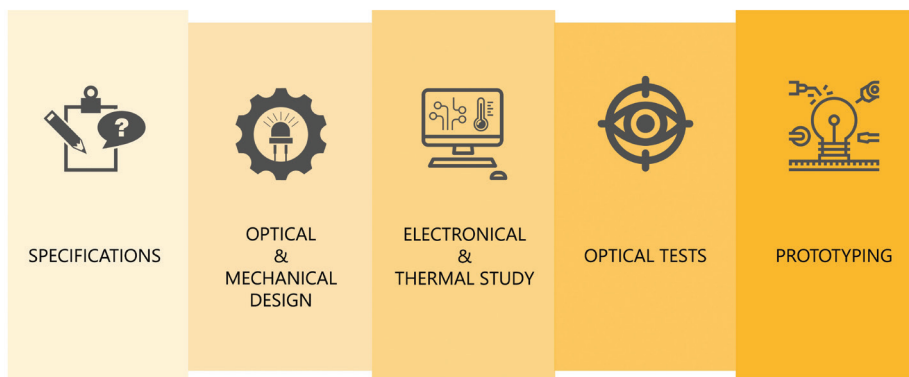 ?
SPECIFICATIONS
OPTICAL
&
MECHANICAL
DESIGN
ELECTRONICAL
&
THERMAL STUDY
OPTICAL TESTS
PROTOTYPING